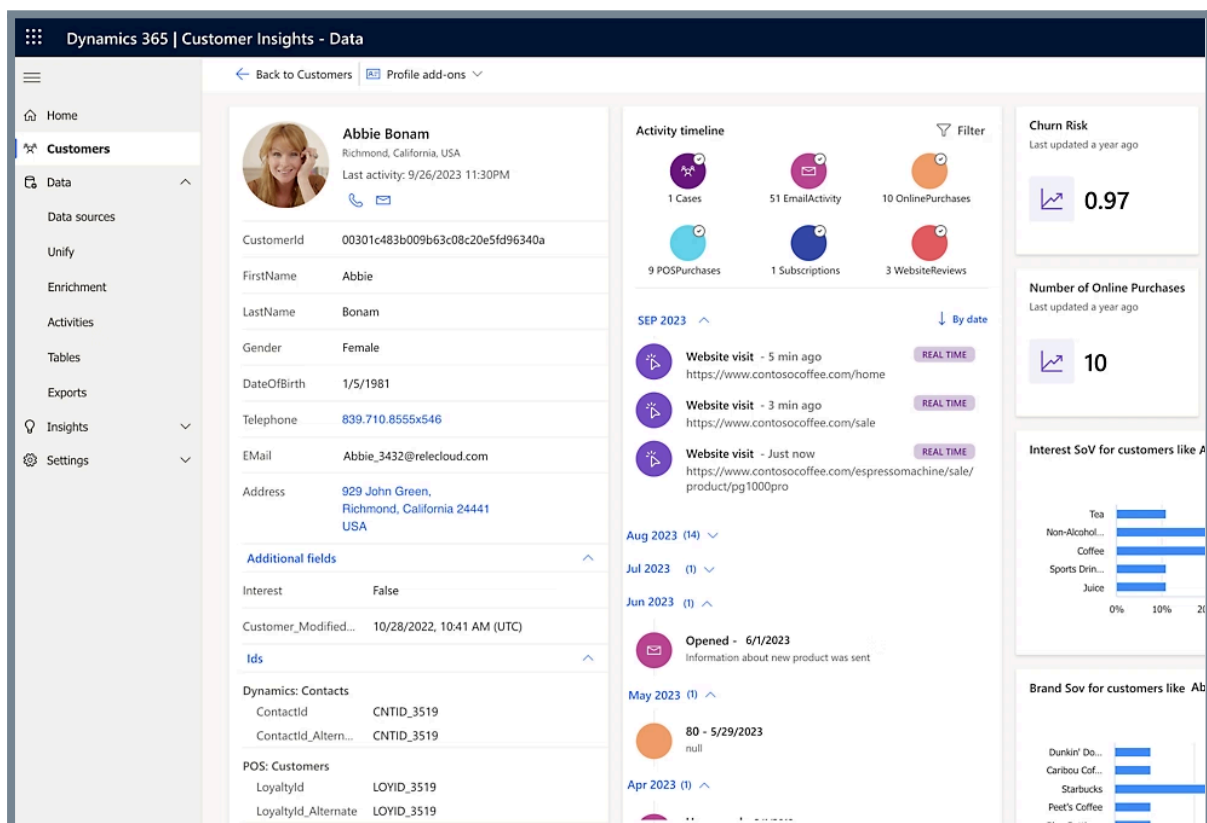 Dynamics 365 | Customer Insights - Data
Back to Customers
Profile add-ons
Home
Customers
Data
Data sources
Unify
Enrichment
Activities
Tables
Exports
Insights
Settings
Abbie Bonam
Richmond, California, USA
Last activity: 9/26/2023 11:30PM
CustomerId 00301c483b009b63c08c20e5fd96340a
FirstName Abbie
LastName Bonam
Gender Female
DateOfBirth 1/5/1981
Telephone 839.710.8555x546
EMail Abbie_3432@relecloud.com
Address 929 John Green,
Richmond, California 24441
USA
Additional fields
Interest False
Customer_Modified... 10/28/2022, 10:41 AM (UTC)
Ids
Dynamics: Contacts
ContactId CNTID_3519
ContactId_Altern... CNTID_3519
POS: Customers
LoyaltyId LOYID_3519
LoyaltyId_Alternate LOYID_3519
Activity timeline
Filter
1 Cases
51 EmailActivity
10 OnlinePurchases
9 POSPurchases
1 Subscriptions
3 WebsiteReviews
SEP 2023
By date
Website visit - 5 min ago REAL TIME
https://www.contosocoffee.com/home
Website visit - 3 min ago REAL TIME
https://www.contosocoffee.com/sale
Website visit - Just now REAL TIME
https://www.contosocoffee.com/espressomachine/sale/
product/pg1000pro
Aug 2023 (14)
Jul 2023 (1)
Jun 2023 (1)
Opened - 6/1/2023
Information about new product was sent
May 2023 (1)
80 - 5/29/2023
null
Apr 2023 (1)
Churn Risk
Last updated a year ago
0.97
Number of Online Purchases
Last updated a year ago
10
Interest SoV for customers like A
Tea
Non-Alcohol...
Coffee
Sports Drin...
Juice
0% 10% 20
Brand Sov for customers like Ab
Dunkin' Do...
Caribou Cof...
Starbucks
Peet's Coffee